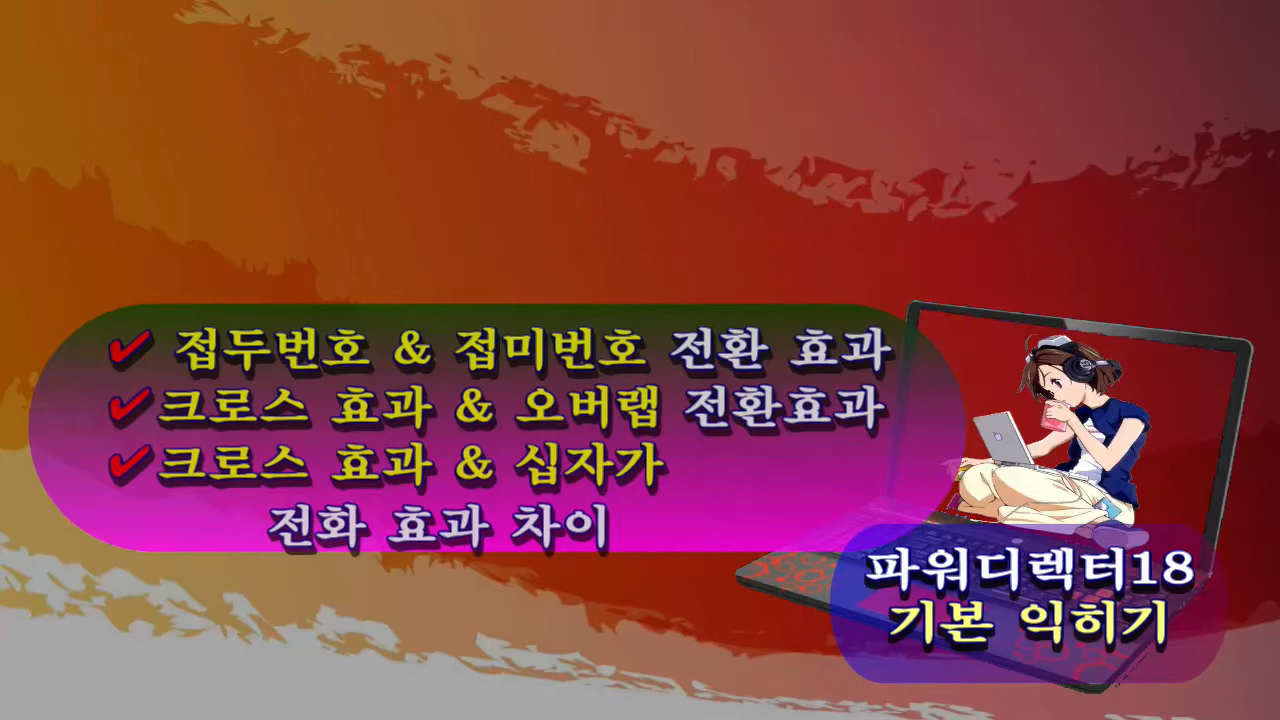 ✔ 접두번호 & 접미번호 전환 효과
✔크로스 효과 & 오버랩 전환효과
✔크로스 효과 & 십자가
전화 효과 차이
파워디렉터18
기본 익히기